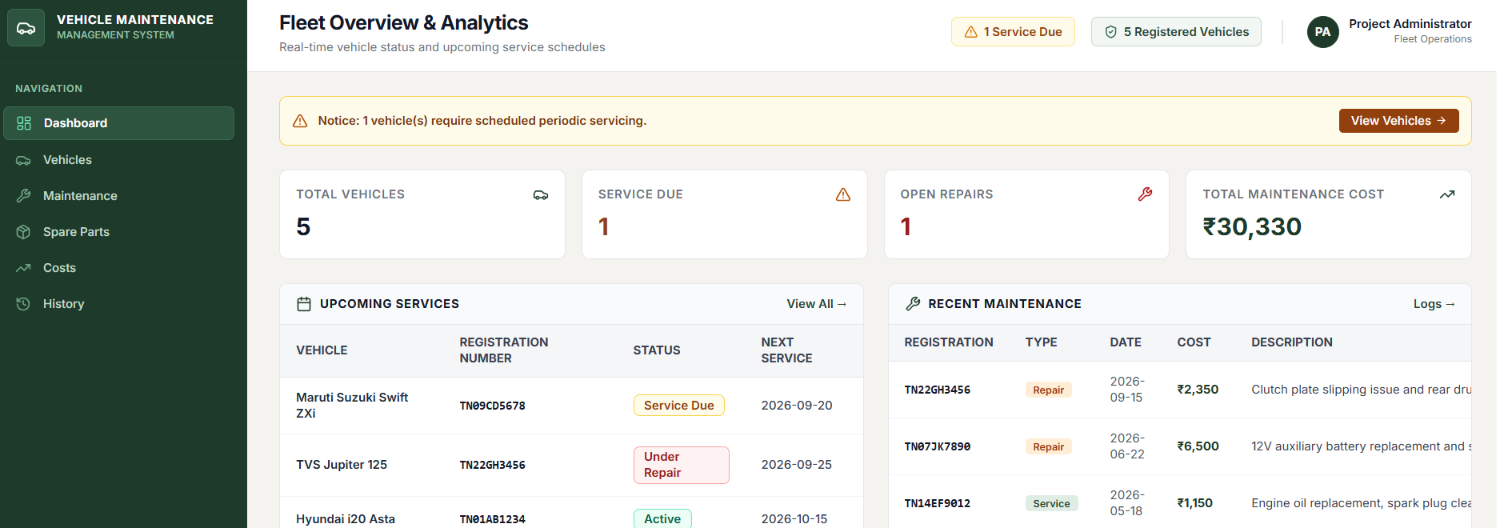 VEHICLE MAINTENANCE
MANAGEMENT SYSTEM
NAVIGATION
Dashboard
Vehicles
Maintenance
Spare Parts
Costs
History
Fleet Overview & Analytics
Real-time vehicle status and upcoming service schedules
1 Service Due
5 Registered Vehicles
PA
Project Administrator
Fleet Operations
Notice: 1 vehicle(s) require scheduled periodic servicing.
View Vehicles →
TOTAL VEHICLES
5
SERVICE DUE
1
OPEN REPAIRS
1
TOTAL MAINTENANCE COST
₹30,330
UPCOMING SERVICES
View All →
VEHICLE
REGISTRATION
NUMBER
STATUS
NEXT
SERVICE
Maruti Suzuki Swift
ZXi
TN09CD5678
Service Due
2026-09-20
TVS Jupiter 125
TN22GH3456
Under
Repair
2026-09-25
Hyundai i20 Asta
TN01AB1234
Active
2026-10-15
RECENT MAINTENANCE
Logs →
REGISTRATION
TYPE
DATE
COST
DESCRIPTION
TN22GH3456
Repair
2026-
09-15
₹2,350
Clutch plate slipping issue and rear
TN07JK7890
Repair
2026-
06-22
₹6,500
12V auxiliary battery replacement and
TN14EF9012
Service
2026-
05-18
₹1,150
Engine oil replacement, spark plug